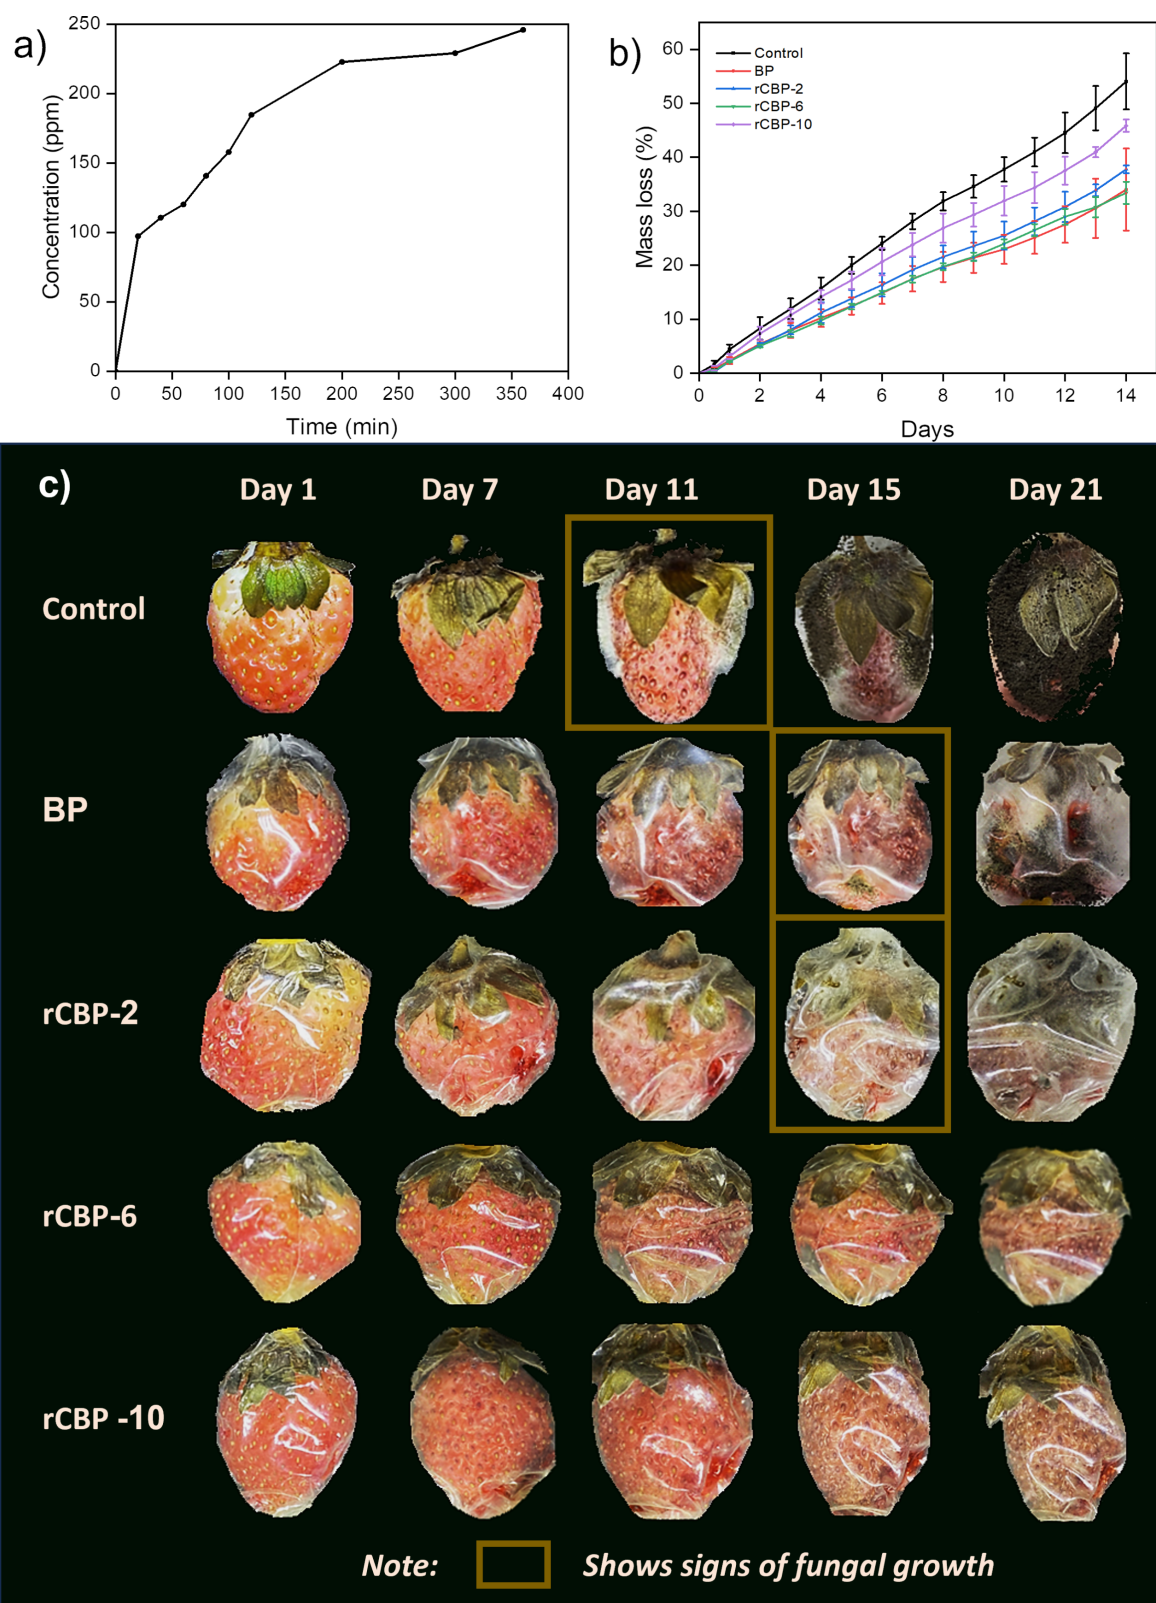 a)
250
200
150
100
50
0
Concentration (ppm)
0 50 100 150 200 250 300 350 400
Time (min)
b)
60
50
40
30
20
10
0
Mass loss (%)
Control
BP
rCBP-2
rCBP-6
rCBP-10
0 2 4 6 8 10 12 14
Days
c)
Day 1 Day 7 Day 11 Day 15 Day 21
Control
BP
rCBP-2
rCBP-6
rCBP -10
Note: Shows signs of fungal growth